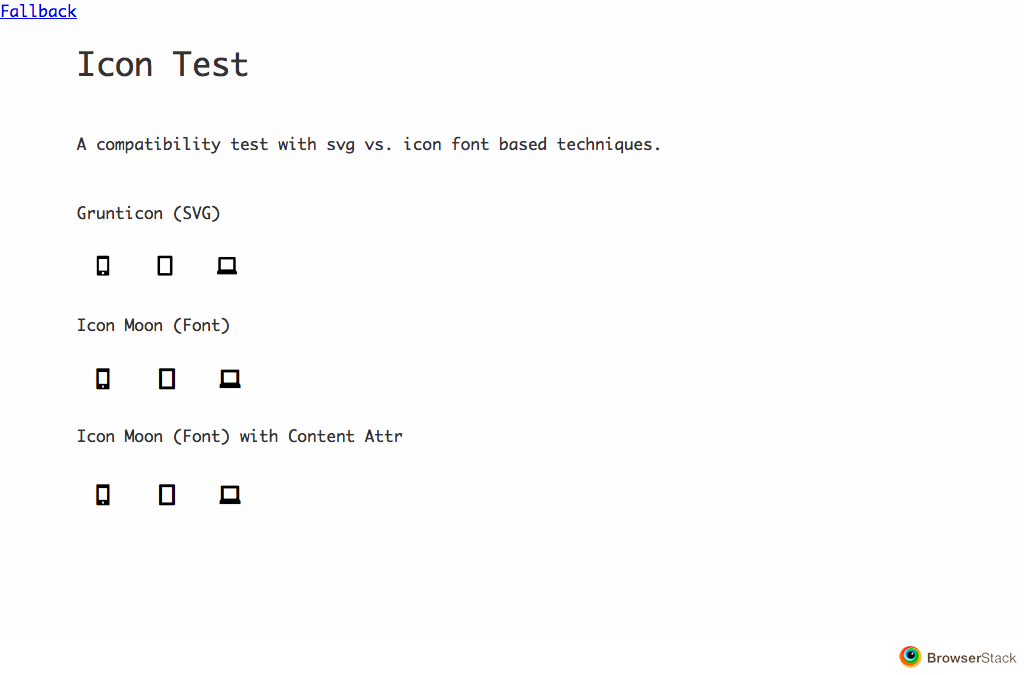 Fallback
Icon Test
A compatibility test with svg vs. icon font based techniques.
Grunticon (SVG)
Icon Moon (Font)
Icon Moon (Font) with Content Attr
BrowserStack